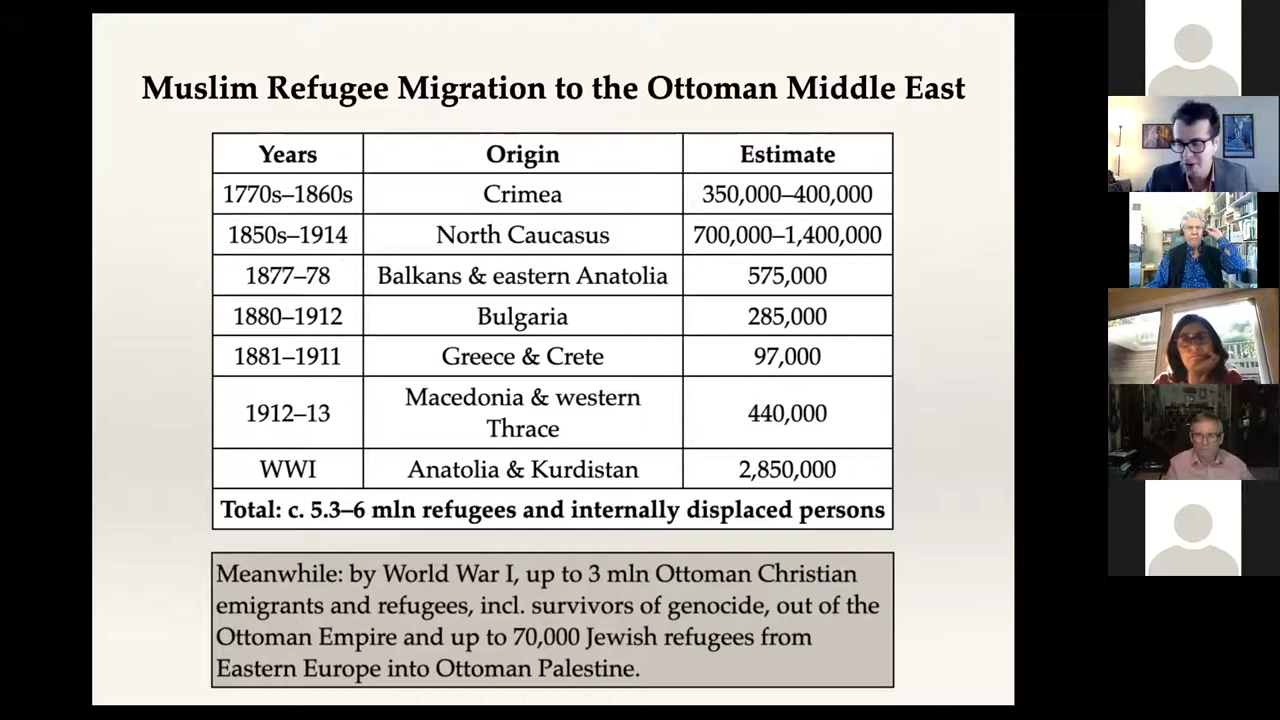 Muslim Refugee Migration to the Ottoman Middle East
Years Origin Estimate
1770s–1860s Crimea 350,000–400,000
1850s–1914 North Caucasus 700,000–1,400,000
1877–78 Balkans & eastern Anatolia 575,000
1880–1912 Bulgaria 285,000
1881–1911 Greece & Crete 97,000
1912–13 Macedonia & western
Thrace 440,000
WWI Anatolia & Kurdistan 2,850,000
Total: c. 5.3–6 mln refugees and internally displaced persons
Meanwhile: by World War I, up to 3 mln Ottoman Christian
emigrants and refugees, incl. survivors of genocide, out of the
Ottoman Empire and up to 70,000 Jewish refugees from
Eastern Europe into Ottoman Palestine.